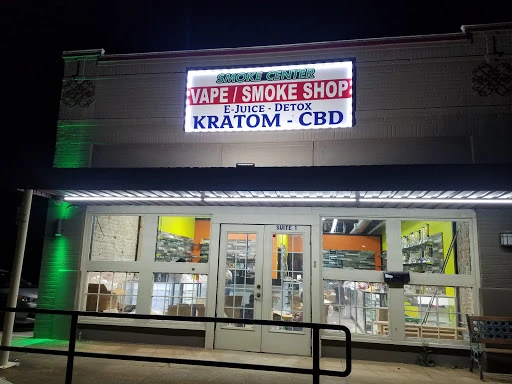 SMOKE CENTER
VAPE / SMOKE SHOP
E-JUICE - DETOX
KRATOM - CBD
SUITE 1